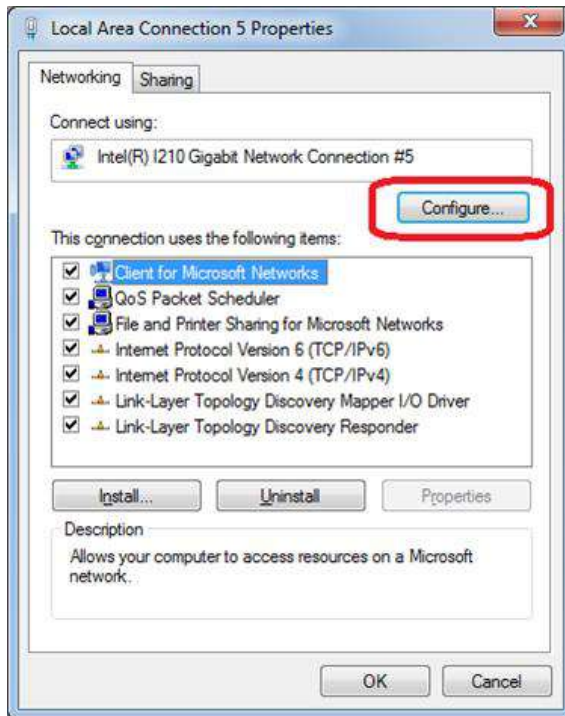 Local Area Connection 5 Properties
Networking
Sharing
Connect using:
Intel(R) I210 Gigabit Network Connection #5
Configure...
This connection uses the following items:
Client for Microsoft Networks
QoS Packet Scheduler
File and Printer Sharing for Microsoft Networks
Internet Protocol Version 6 (TCP/IPv6)
Internet Protocol Version 4 (TCP/IPv4)
Link-Layer Topology Discovery Mapper I/O Driver
Link-Layer Topology Discovery Responder
Install...
Uninstall
Properties
Description
Allows your computer to access resources on a Microsoft
network.
OK
Cancel